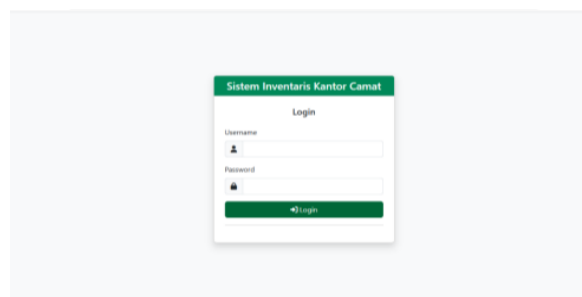 Sistem Inventaris Kantor Camat
Login
Username
Password
Login